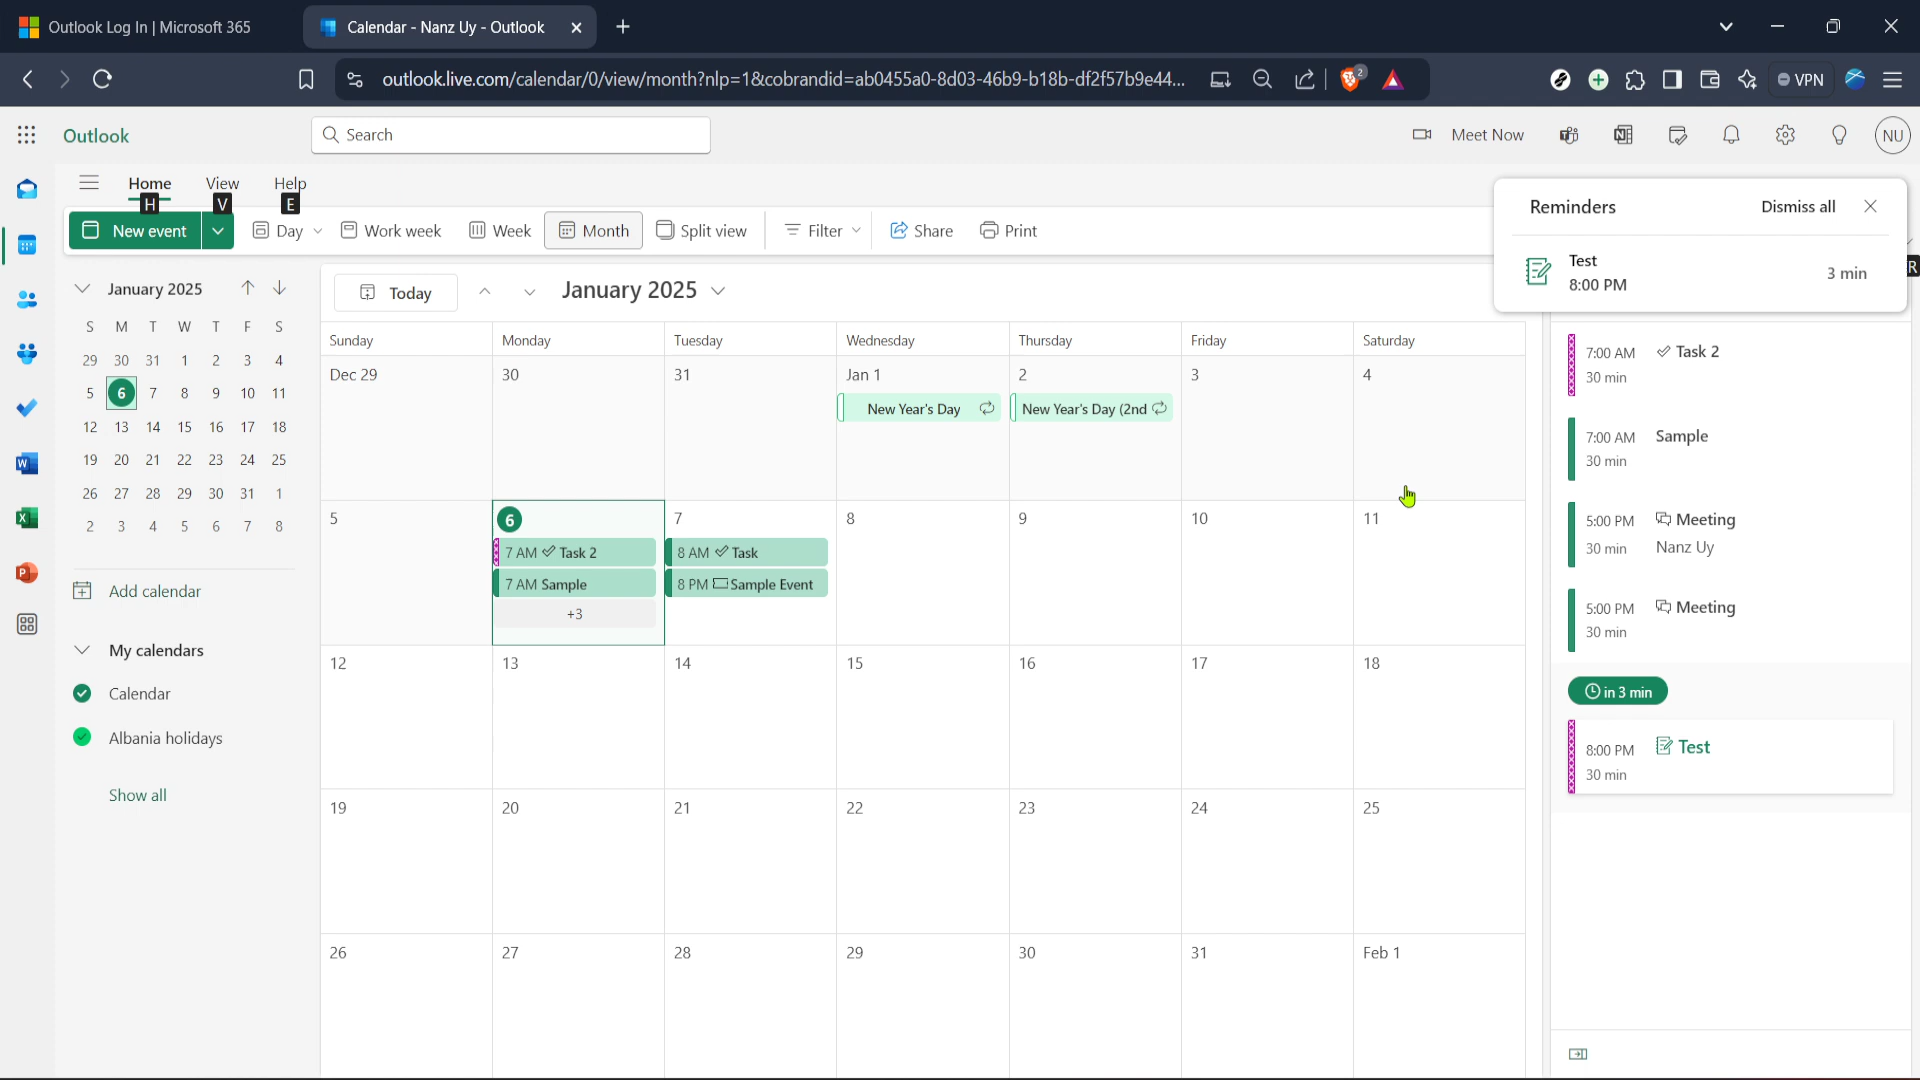 Outlook Log In | Microsoft 365
Calendar - Nanz Uy - Outlook
outlook.live.com/calendar/0/view/month?nlp=1&cobrandid=ab0455a0-8d03-46b9-b18b-df2f57b9e44...
2
VPN
Outlook
Search
Meet Now
NU
Home View Help
H V E
New event Day Work week Week Month Split view Filter Share Print
Reminders Dismiss all
Test
8:00 PM
3 min
R
January 2025
S M T W T F S
29 30 31 1 2 3 4
5 6 7 8 9 10 11
12 13 14 15 16 17 18
19 20 21 22 23 24 25
26 27 28 29 30 31 1
2 3 4 5 6 7 8
Add calendar
My calendars
Calendar
Albania holidays
Show all
Today January 2025
Sunday Monday Tuesday Wednesday Thursday Friday Saturday
Dec 29 30 31 Jan 1 2 3 4
New Year's Day New Year's Day (2nd
5 6 7 8 9 10 11
7 AM Task 2 8 AM Task
7 AM Sample 8 PM Sample Event
+3
12 13 14 15 16 17 18
19 20 21 22 23 24 25
26 27 28 29 30 31 Feb 1
7:00 AM Task 2
30 min
7:00 AM Sample
30 min
5:00 PM Meeting
30 min Nanz Uy
5:00 PM Meeting
30 min
in 3 min
8:00 PM Test
30 min